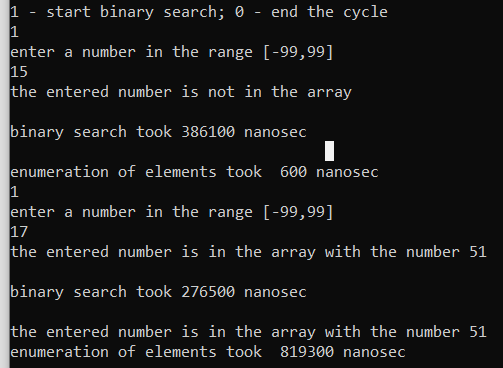 1 - start binary search; 0 - end the cycle
1
enter a number in the range [-99,99]
15
the entered number is not in the array
binary search took 386100 nanosec
enumeration of elements took  600 nanosec
1
enter a number in the range [-99,99]
17
the entered number is in the array with the number 51
binary search took 276500 nanosec
the entered number is in the array with the number 51
enumeration of elements took  819300 nanosec